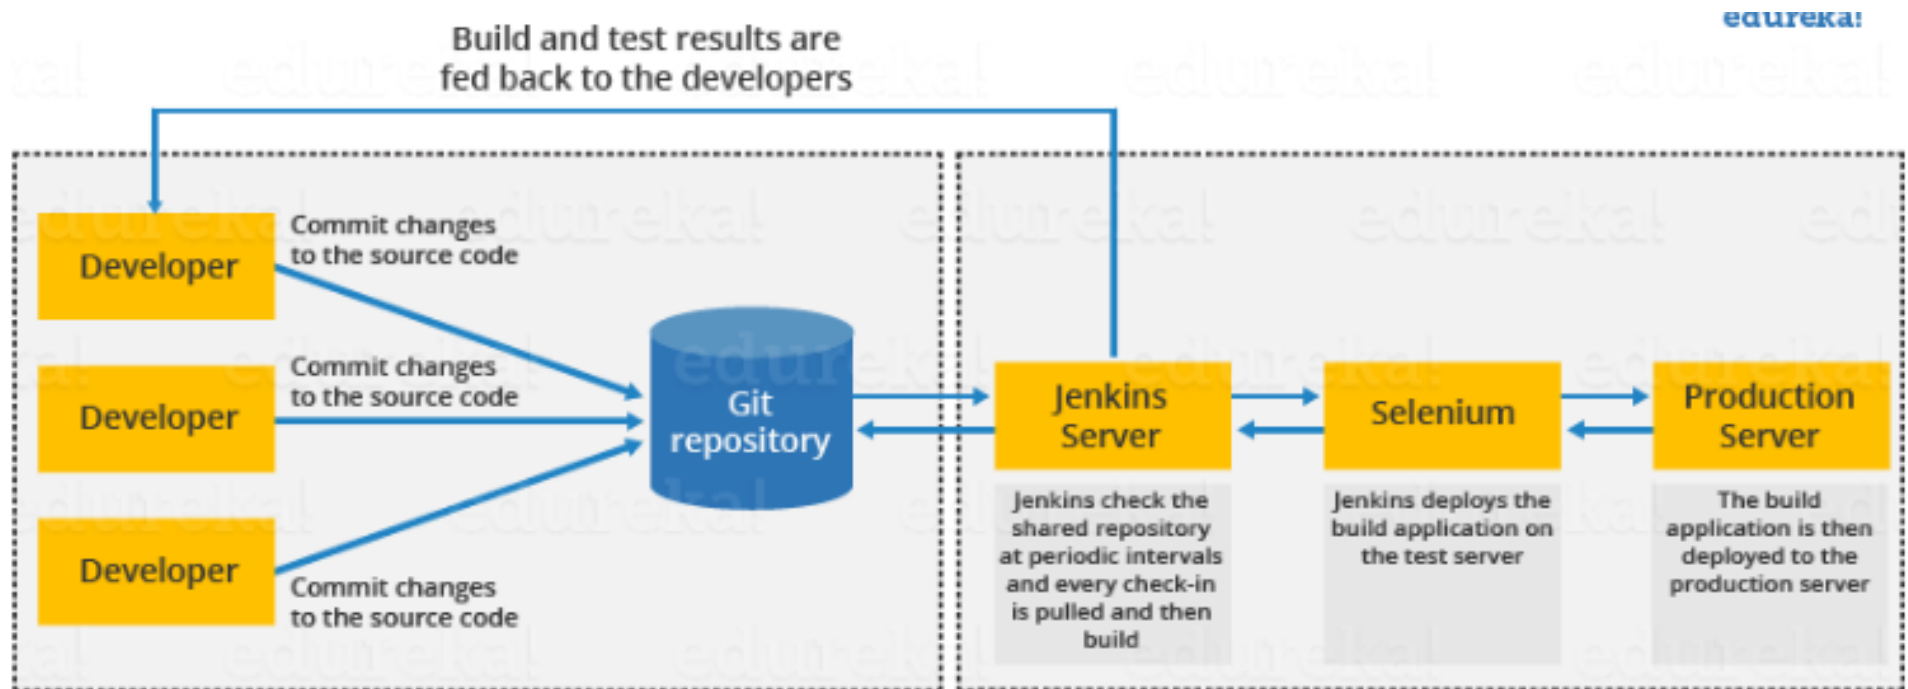 edureka!
Build and test results are
fed back to the developers
Developer
Commit changes
to the source code
Developer
Commit changes
to the source code
Developer
Commit changes
to the source code
Git
repository
Jenkins
Server
Jenkins check the
shared repository
at periodic intervals
and every check-in
is pulled and then
build
Selenium
Jenkins deploys the
build application on
the test server
Production
Server
The build
application is then
deployed to the
production server